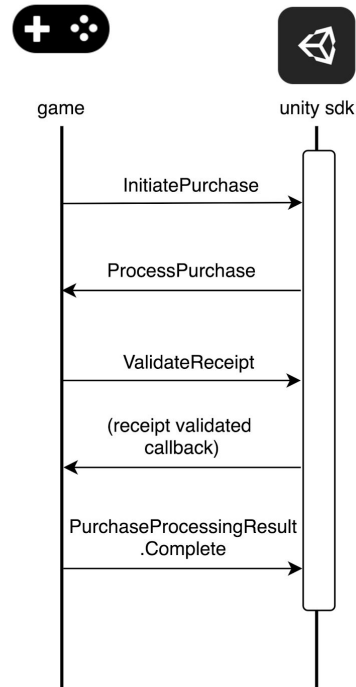 game
unity sdk
InitiatePurchase
ProcessPurchase
ValidateReceipt
(receipt validated
callback)
PurchaseProcessingResult
.Complete